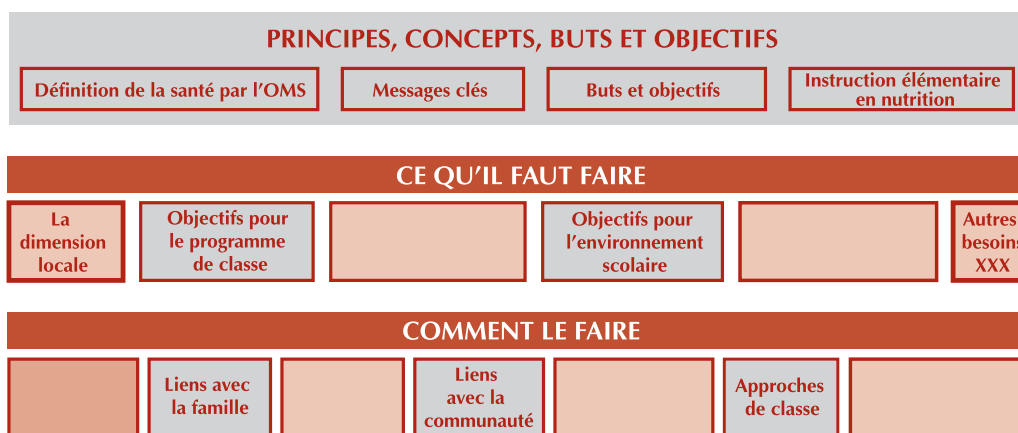 PRINCIPES, CONCEPTS, BUTS ET OBJECTIFS
Définition de la santé par l'OMS
Messages clés
Buts et objectifs
Instruction élémentaire
en nutrition
CE QU'IL FAUT FAIRE
La
dimension
locale
Objectifs pour
le programme
de classe
Objectifs pour
l'environnement
scolaire
Autres
besoins
XXX
COMMENT LE FAIRE
Liens avec
la famille
Liens
avec la
communauté
Approches
de classe